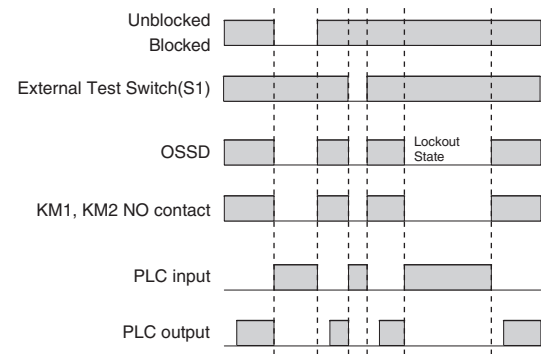 Unblocked
Blocked
External Test Switch(S1)
OSSD
Lockout
State
KM1, KM2 NO contact
PLC input
PLC output